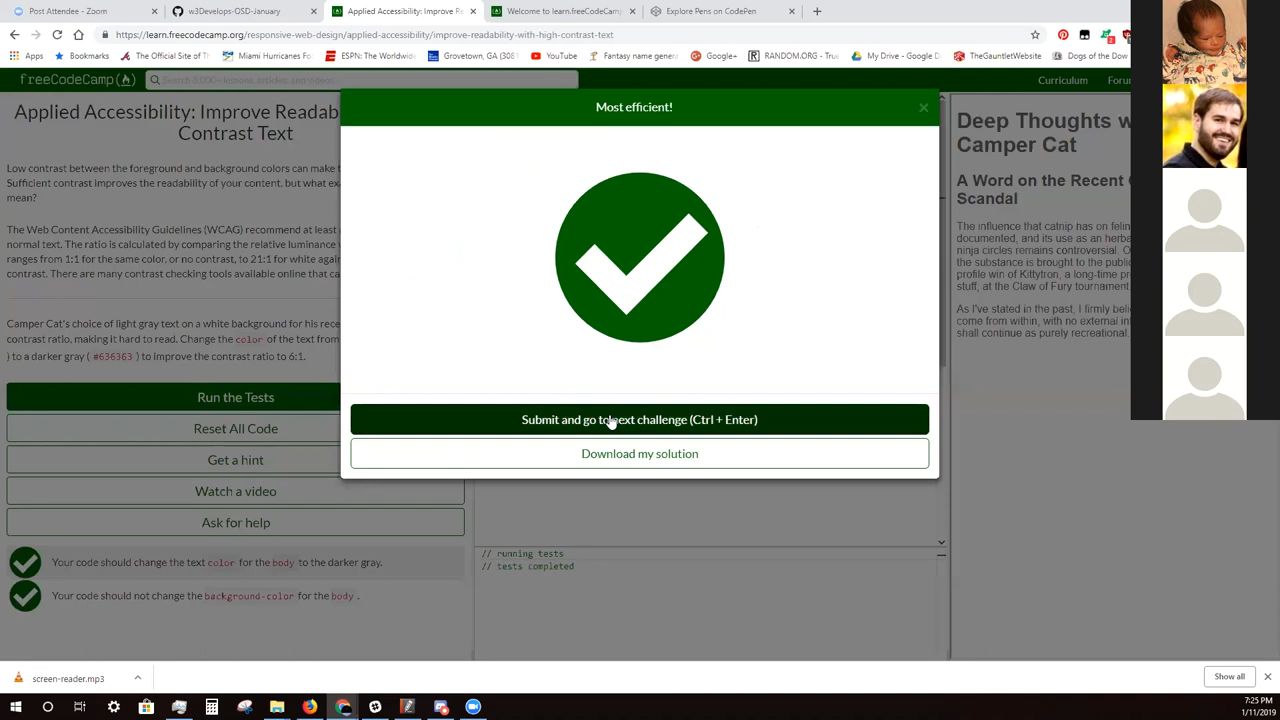 Post Attendee - Zoom
w3Develops-OSD-January
Applied Accessibility: Improve R
Welcome to learn.freeCodeCamp
Explore Pens on CodePen
https://learn.freecodecamp.org/responsive-web-design/applied-accessibility/improve-readability-with-high-contrast-text
Apps
Bookmarks
The Official Site of
Miami Hurricanes For
ESPN: The Worldwid
Grovetown, GA (3081
YouTube
Fantasy name gener
Google+
RANDOM.ORG - True
My Drive - Google D
TheGauntletWebsite
Dogs of the Dow
freeCodeCamp
Search 8,000+ lessons, articles, and videos
Curriculum
Forum
Applied Accessibility: Improve Readab
Contrast Text
Low contrast between the foreground and background colors can make
Sufficient contrast improves the readability of your content, but what ex
mean?
The Web Content Accessibility Guidelines (WCAG) recommend at least
normal text. The ratio is calculated by comparing the relative luminance
ranges from 1:1 for the same color, or no contrast, to 21:1 for white again
contrast. There are many contrast checking tools available online that ca
Camper Cat's choice of light gray text on a white background for his rece
contrast ratio, making it hard to read. Change the color of the text from
) to a darker gray ( #636363 ) to improve the contrast ratio to 6:1.
Run the Tests
Reset All Code
Get a hint
Watch a video
Ask for help
Your code should change the text color for the body to the darker gray.
Your code should not change the background-color for the body .
Most efficient!
×
Submit and go to next challenge (Ctrl + Enter)
Download my solution
// running tests
// tests completed
Deep Thoughts w
Camper Cat
A Word on the Recent
Scandal
The influence that catnip has on felin
documented, and its use as an herba
ninja circles remains controversial. O
the substance is brought to the public
profile win of Kittytron, a long-time pr
stuff, at the Claw of Fury tournament.
As I've stated in the past, I firmly beli
come from within, with no external in
shall continue as purely recreational.
screen-reader.mp3
Show all
7:25 PM
1/11/2019